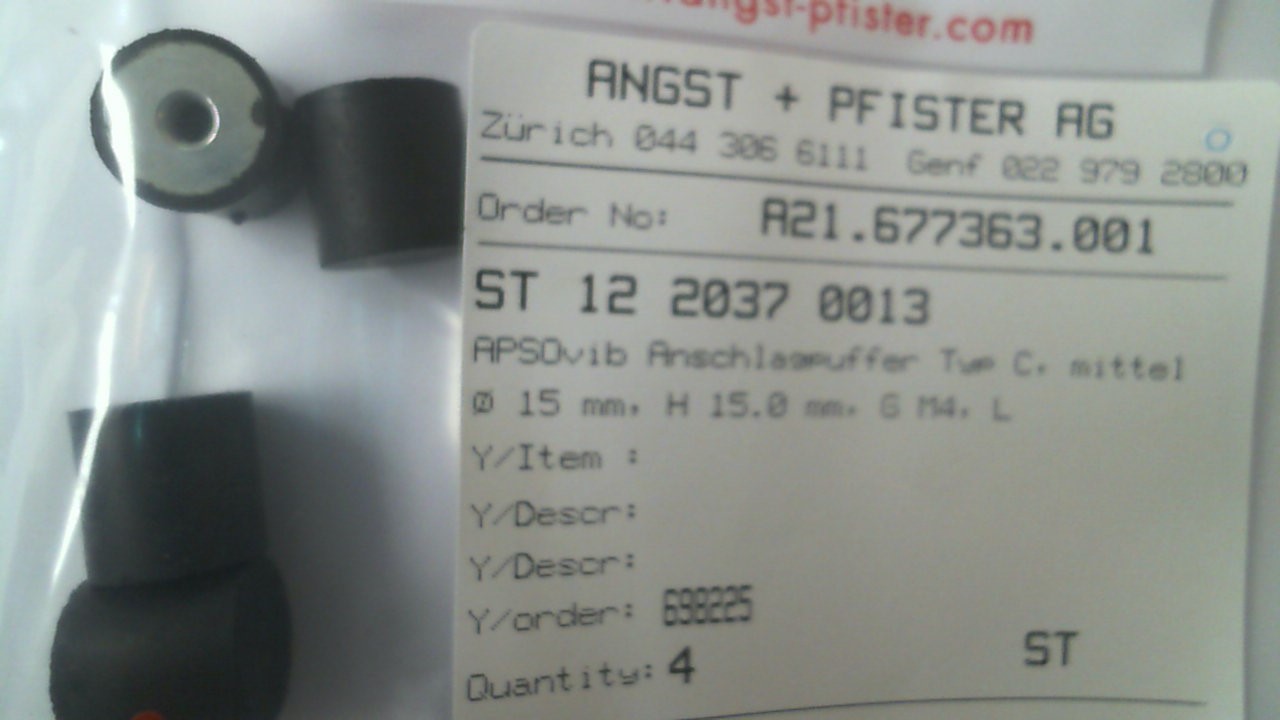 angst-pfister.com
ANGST + PFISTER AG
Zürich 044 306 6111 Genf 022 979 2800
Order No: A21.677363.001
ST 12 2037 0013
APSOvib Anschlagpuffer Typ C, mittel
Ø 15 mm, H 15.0 mm, G M4, L
Y/Item :
Y/Descr:
Y/Descr:
Y/order: 698225
Quantity: 4 ST